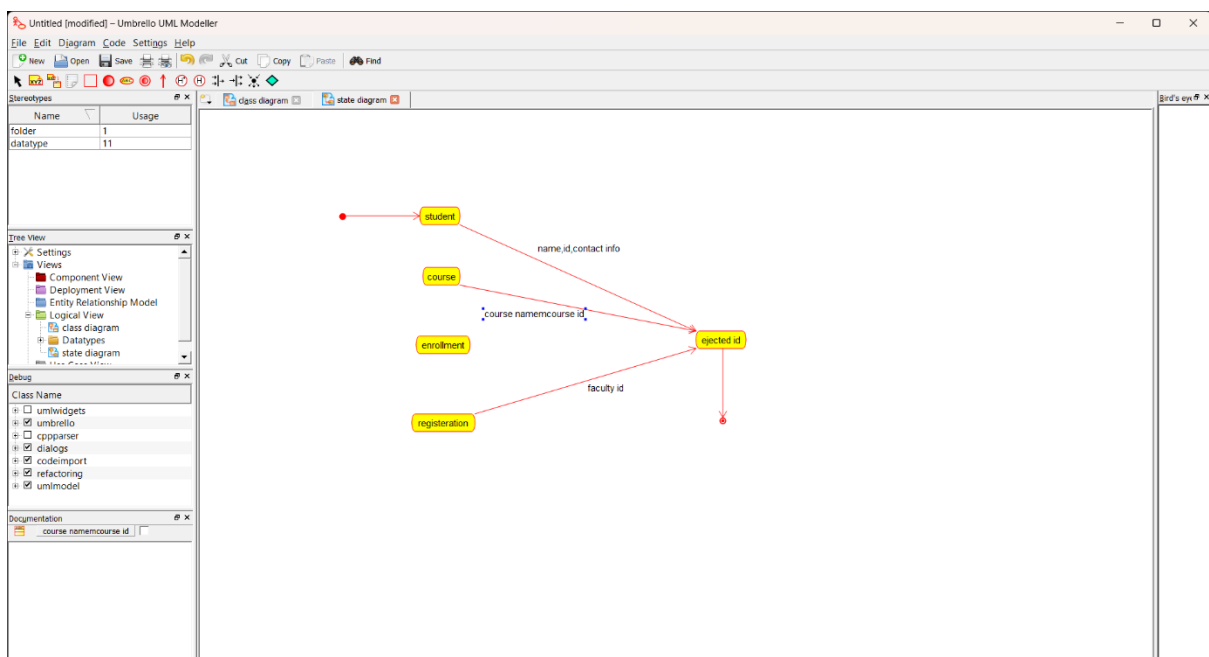 Untitled [modified] – Umbrello UML Modeller
File Edit Diagram Code Settings Help
New Open Save Cut Copy Paste Find
Stereotypes
class diagram state diagram
Bird's eye
Name Usage
folder 1
datatype 11
Tree View
Settings
Views
Component View
Deployment View
Entity Relationship Model
Logical View
class diagram
Datatypes
state diagram
Debug
Class Name
umlwidgets
umbrello
cppparser
dialogs
codeimport
refactoring
umlmodel
Documentation
course namemcourse id
student
name,id,contact info
course
course namemcourse id
enrollment
ejected id
faculty id
registeration